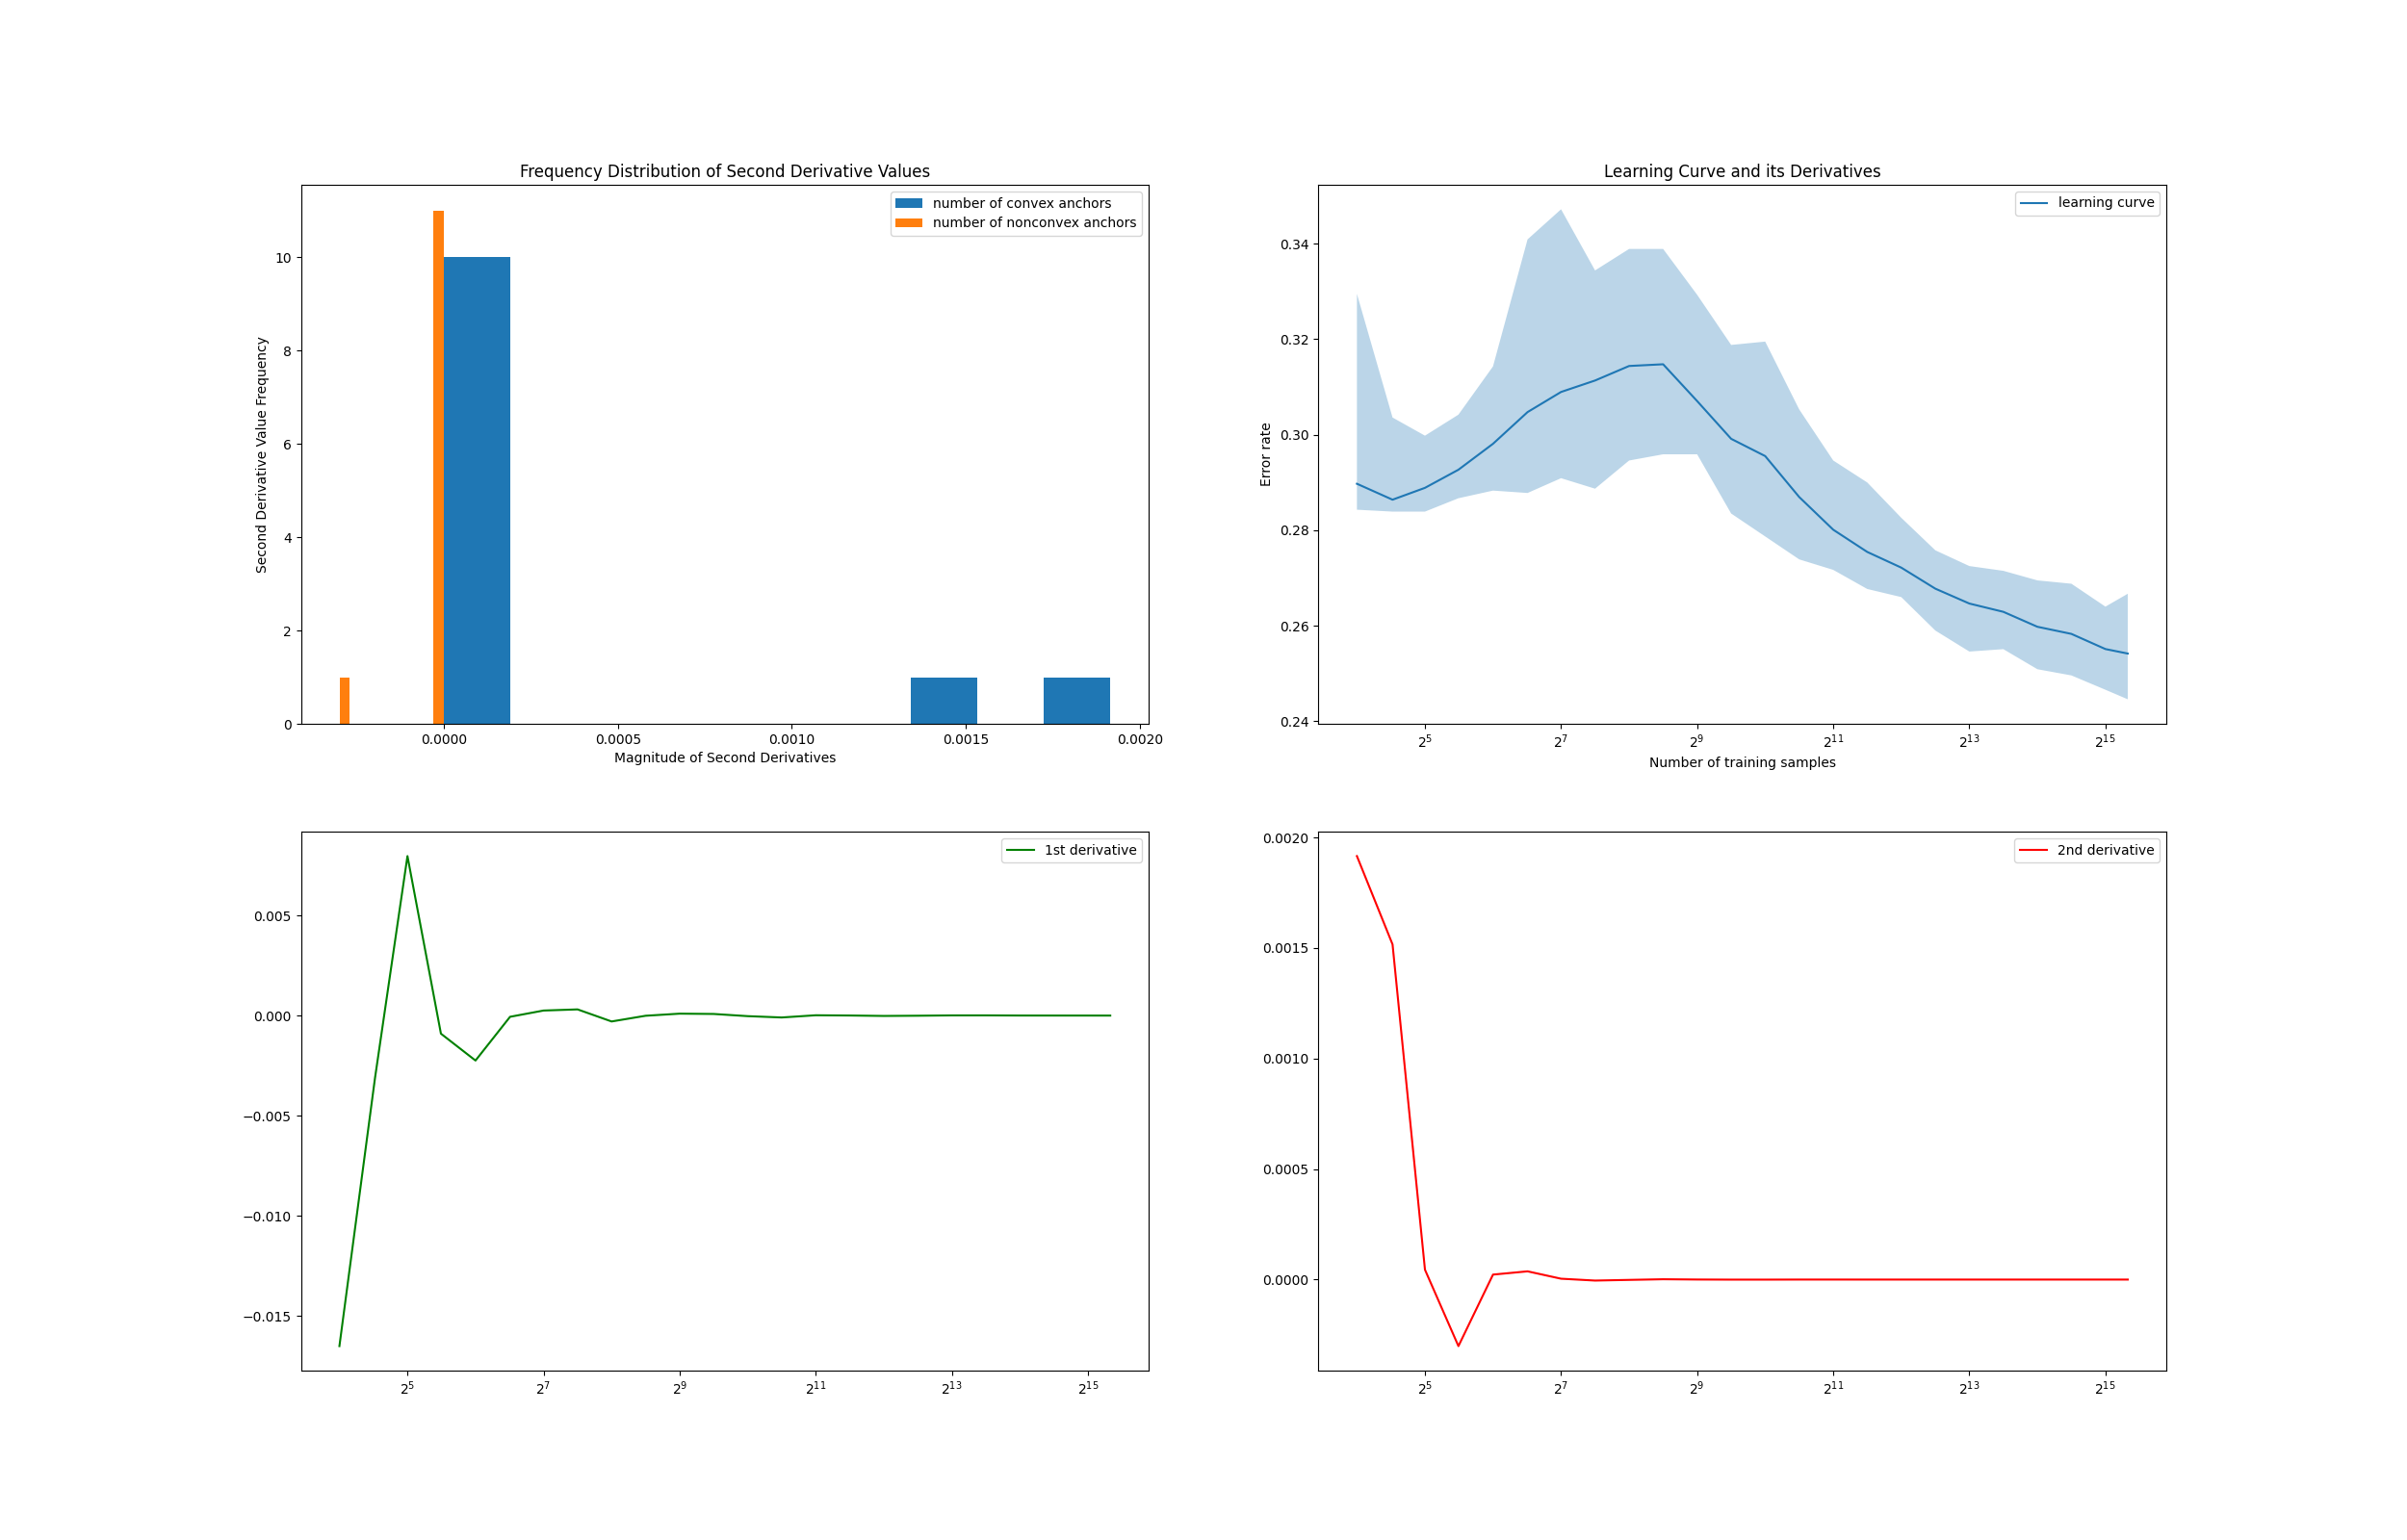 Frequency Distribution of Second Derivative Values
number of convex anchors
number of nonconvex anchors
Second Derivative Value Frequency
10
8
6
4
2
0
0.0000 0.0005 0.0010 0.0015 0.0020
Magnitude of Second Derivatives
Learning Curve and its Derivatives
learning curve
Error rate
0.34
0.32
0.30
0.28
0.26
0.24
2^5 2^7 2^9 2^11 2^13 2^15
Number of training samples
1st derivative
0.005
0.000
−0.005
−0.010
−0.015
2^5 2^7 2^9 2^11 2^13 2^15
2nd derivative
0.0020
0.0015
0.0010
0.0005
0.0000
2^5 2^7 2^9 2^11 2^13 2^15